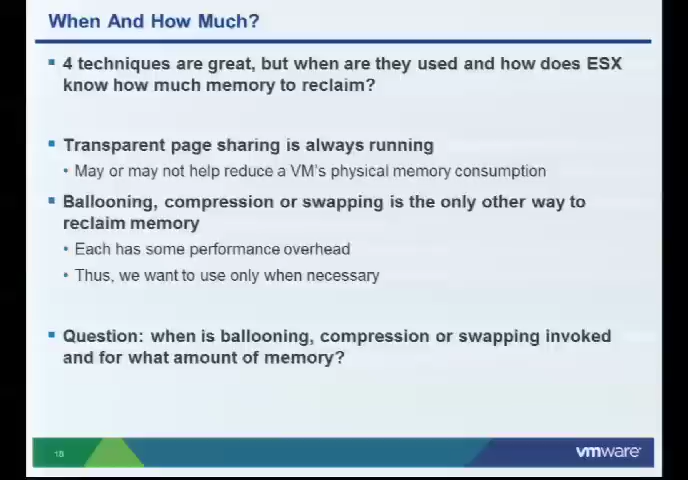 When And How Much?
4 techniques are great, but when are they used and how does ESX
know how much memory to reclaim?
Transparent page sharing is always running
May or may not help reduce a VM's physical memory consumption
Ballooning, compression or swapping is the only other way to
reclaim memory
Each has some performance overhead
Thus, we want to use only when necessary
Question: when is ballooning, compression or swapping invoked
and for what amount of memory?
18
vmware